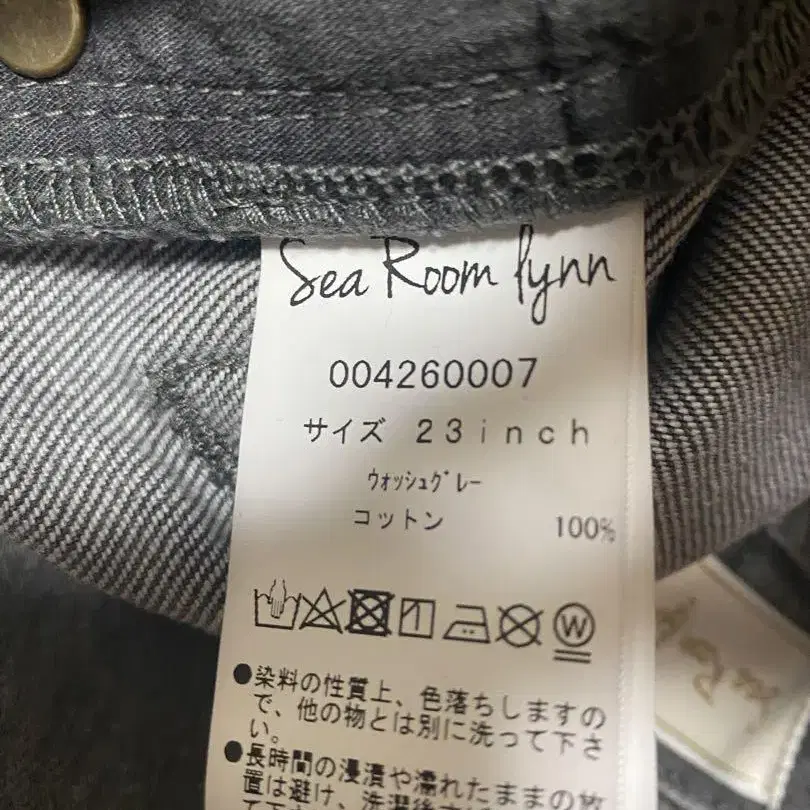 Sea Room lynn
004260007
サイズ 23inch
ウォッシュグレー
コットン 100%
W
●染料の性質上、色落ちしますの
で、他の物とは別に洗って下さ
い。
●長時間の浸漬や濡れたままの放
置は避け、洗濯後す